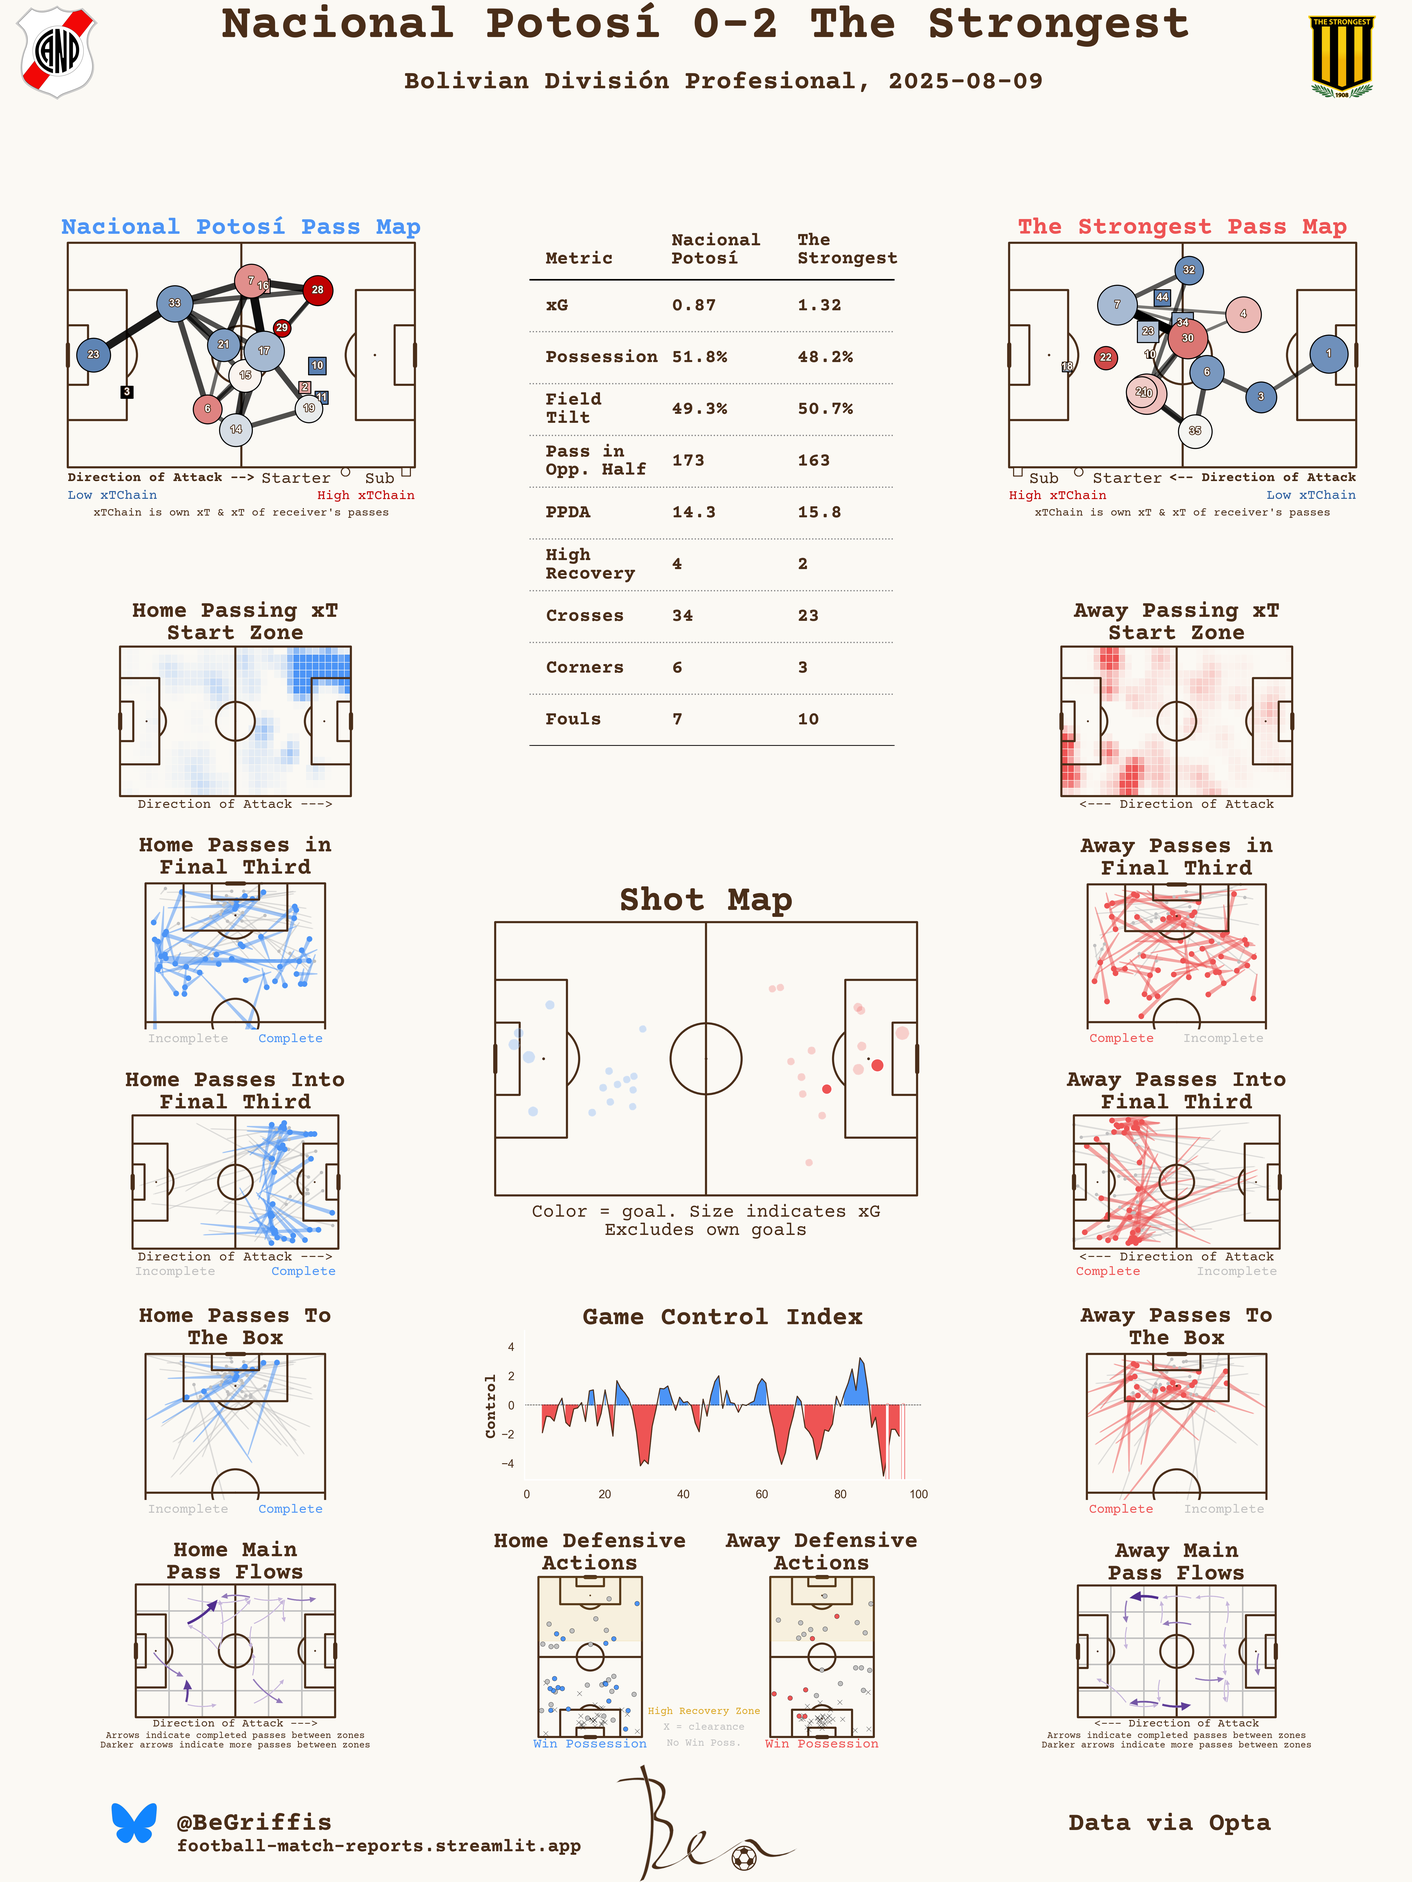 Nacional Potosí 0-2 The Strongest
Bolivian División Profesional, 2025-08-09
CANP
THE STRONGEST
1908
Nacional Potosí Pass Map
7
16
28
33
29
21
17
23
10
15
2
3
11
6
19
14
Direction of Attack --> Starter Sub
Low xTChain High xTChain
xTChain is own xT & xT of receiver's passes
Metric Nacional Potosí The Strongest
xG 0.87 1.32
Possession 51.8% 48.2%
Field Tilt 49.3% 50.7%
Pass in Opp. Half 173 163
PPDA 14.3 15.8
High Recovery 4 2
Crosses 34 23
Corners 6 3
Fouls 7 10
The Strongest Pass Map
32
44
7
4
34
23
30
10
22
1
18
6
3
35
Sub Starter <-- Direction of Attack
High xTChain Low xTChain
xTChain is own xT & xT of receiver's passes
Home Passing xT
Start Zone
Direction of Attack --->
Away Passing xT
Start Zone
<--- Direction of Attack
Home Passes in
Final Third
Incomplete Complete
Shot Map
Color = goal. Size indicates xG
Excludes own goals
Away Passes in
Final Third
Complete Incomplete
Home Passes Into
Final Third
Direction of Attack --->
Incomplete Complete
Away Passes Into
Final Third
<--- Direction of Attack
Complete Incomplete
Home Passes To
The Box
Incomplete Complete
Game Control Index
Control
4
2
0
−2
−4
0 20 40 60 80 100
Away Passes To
The Box
Complete Incomplete
Home Main
Pass Flows
Direction of Attack --->
Arrows indicate completed passes between zones
Darker arrows indicate more passes between zones
Home Defensive
Actions
Win Possession
High Recovery Zone
X = clearance
No Win Poss.
Away Defensive
Actions
Win Possession
Away Main
Pass Flows
<--- Direction of Attack
Arrows indicate completed passes between zones
Darker arrows indicate more passes between zones
@BeGriffis
football-match-reports.streamlit.app
Ben
Data via Opta